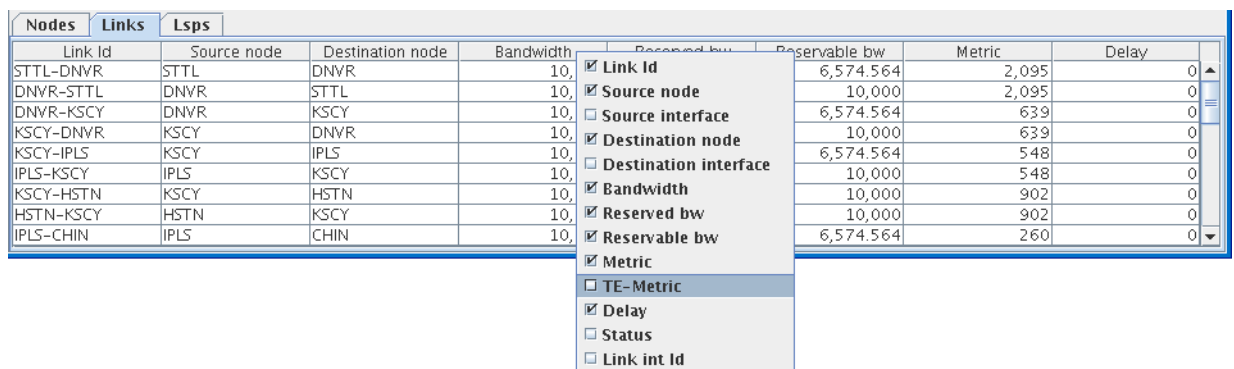 Nodes Links Lsps
Link Id Source node Destination node Bandwidth Reserved bw Reservable bw Metric Delay
STTL-DNVR STTL DNVR 10, 6,574.564 2,095 0
DNVR-STTL DNVR STTL 10, 10,000 2,095 0
DNVR-KSCY DNVR KSCY 10, 6,574.564 639 0
KSCY-DNVR KSCY DNVR 10, 10,000 639 0
KSCY-IPLS KSCY IPLS 10, 6,574.564 548 0
IPLS-KSCY IPLS KSCY 10, 10,000 548 0
KSCY-HSTN KSCY HSTN 10, 10,000 902 0
HSTN-KSCY HSTN KSCY 10, 10,000 902 0
IPLS-CHIN IPLS CHIN 10, 6,574.564 260 0
Link Id
Source node
Source interface
Destination node
Destination interface
Bandwidth
Reserved bw
Reservable bw
Metric
TE-Metric
Delay
Status
Link int Id